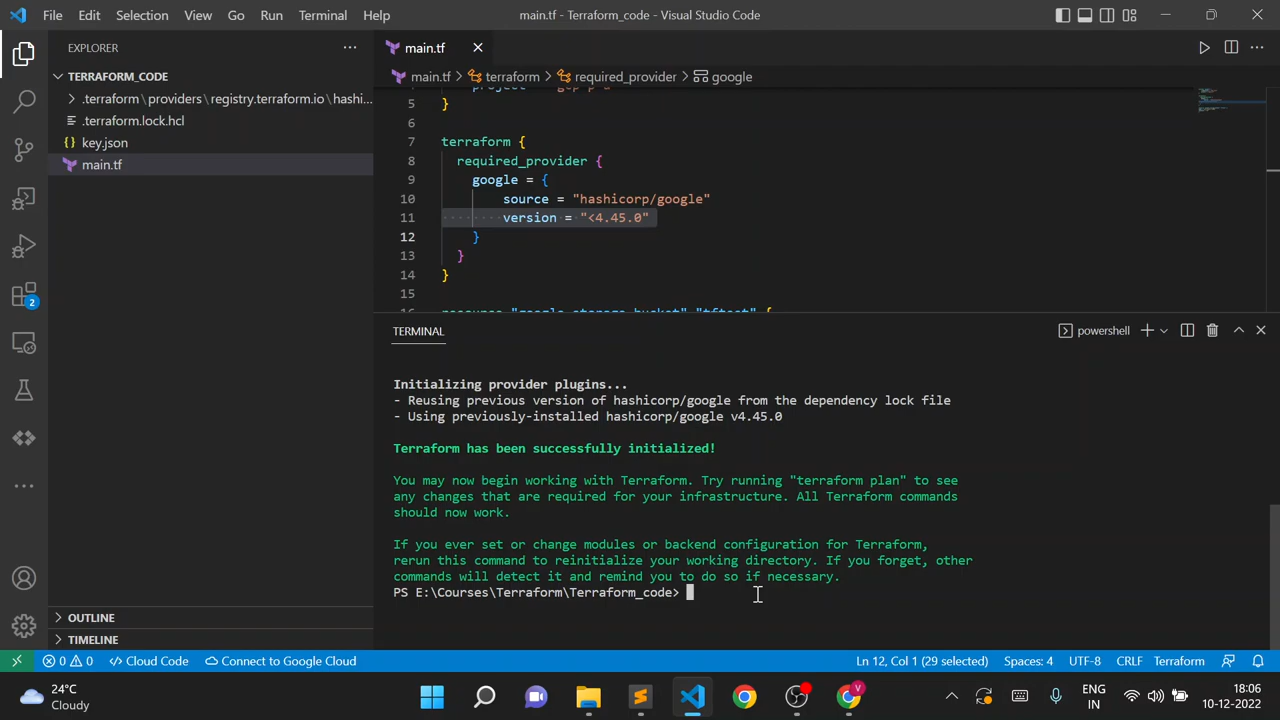 File Edit Selection View Go Run Terminal Help
main.tf - Terraform_code - Visual Studio Code
EXPLORER
TERRAFORM_CODE
.terraform\providers\registry.terraform.io\hashi...
.terraform.lock.hcl
{} key.json
main.tf
OUTLINE
TIMELINE
2
main.tf
main.tf > terraform > required_provider > google
5 }
6
7 terraform {
8 required_provider {
9 google = {
10 source = "hashicorp/google"
11 version = "<4.45.0"
12 }
13 }
14 }
15
16 resource "google_storage_bucket" "tftest" {
TERMINAL
powershell
Initializing provider plugins...
- Reusing previous version of hashicorp/google from the dependency lock file
- Using previously-installed hashicorp/google v4.45.0
Terraform has been successfully initialized!
You may now begin working with Terraform. Try running "terraform plan" to see
any changes that are required for your infrastructure. All Terraform commands
should now work.
If you ever set or change modules or backend configuration for Terraform,
rerun this command to reinitialize your working directory. If you forget, other
commands will detect it and remind you to do so if necessary.
PS E:\Courses\Terraform\Terraform_code>
0 0 Cloud Code Connect to Google Cloud
Ln 12, Col 1 (29 selected) Spaces: 4 UTF-8 CRLF Terraform
24°C
Cloudy
V
ENG
IN
18:06
10-12-2022